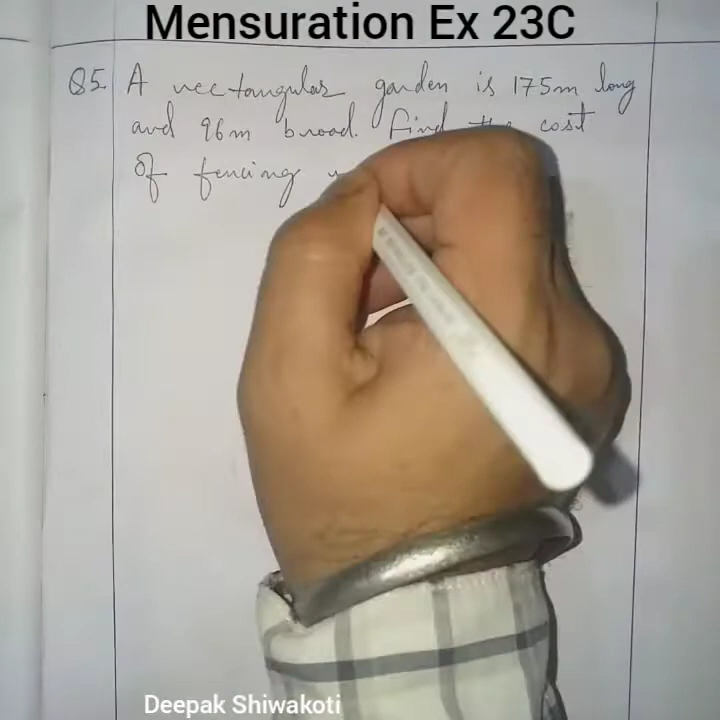 Mensuration Ex 23C
Q5. A rectangular garden is 175m long
and 96m broad. Find the cost
of fencing
Deepak Shiwakoti